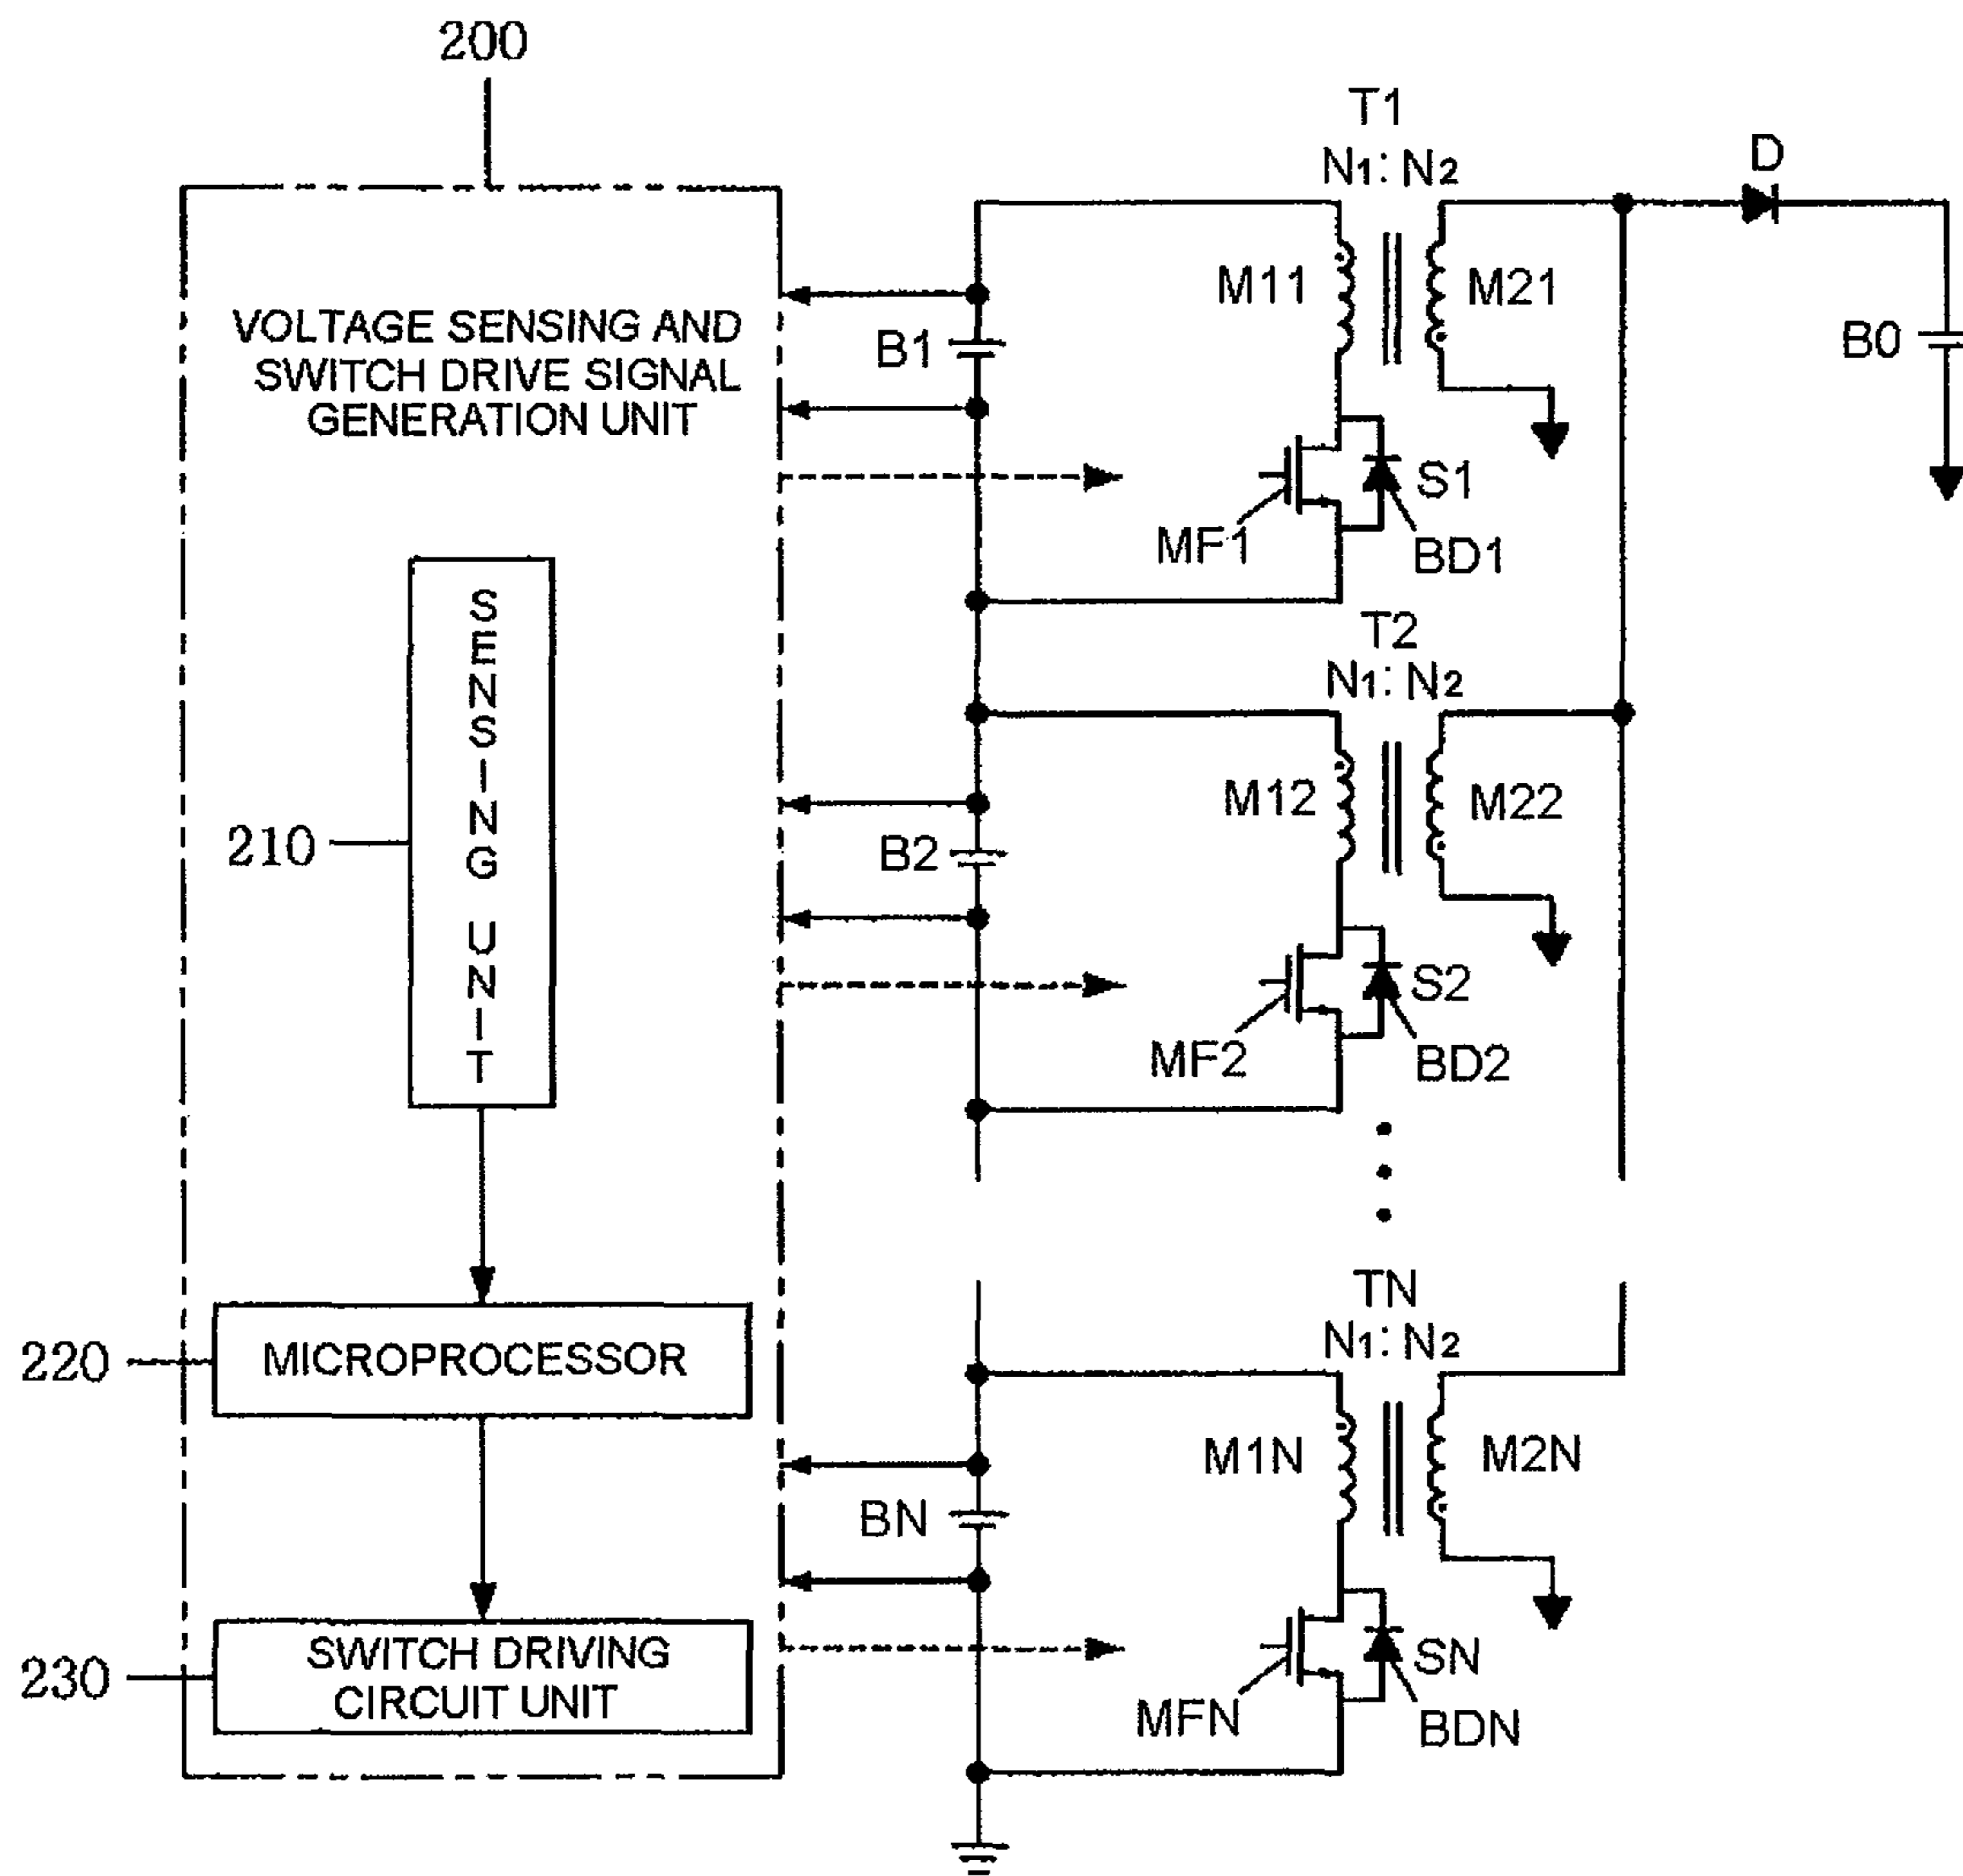 200
T1
N1:N2
D
VOLTAGE SENSING AND
SWITCH DRIVE SIGNAL
GENERATION UNIT
B1
M11
M21
B0
S1
MF1
BD1
SENSING UNIT
210
T2
N1:N2
B2
M12
M22
S2
MF2
BD2
220
MICROPROCESSOR
TN
N1:N2
BN
M1N
M2N
230
SWITCH DRIVING
CIRCUIT UNIT
SN
MFN
BDN